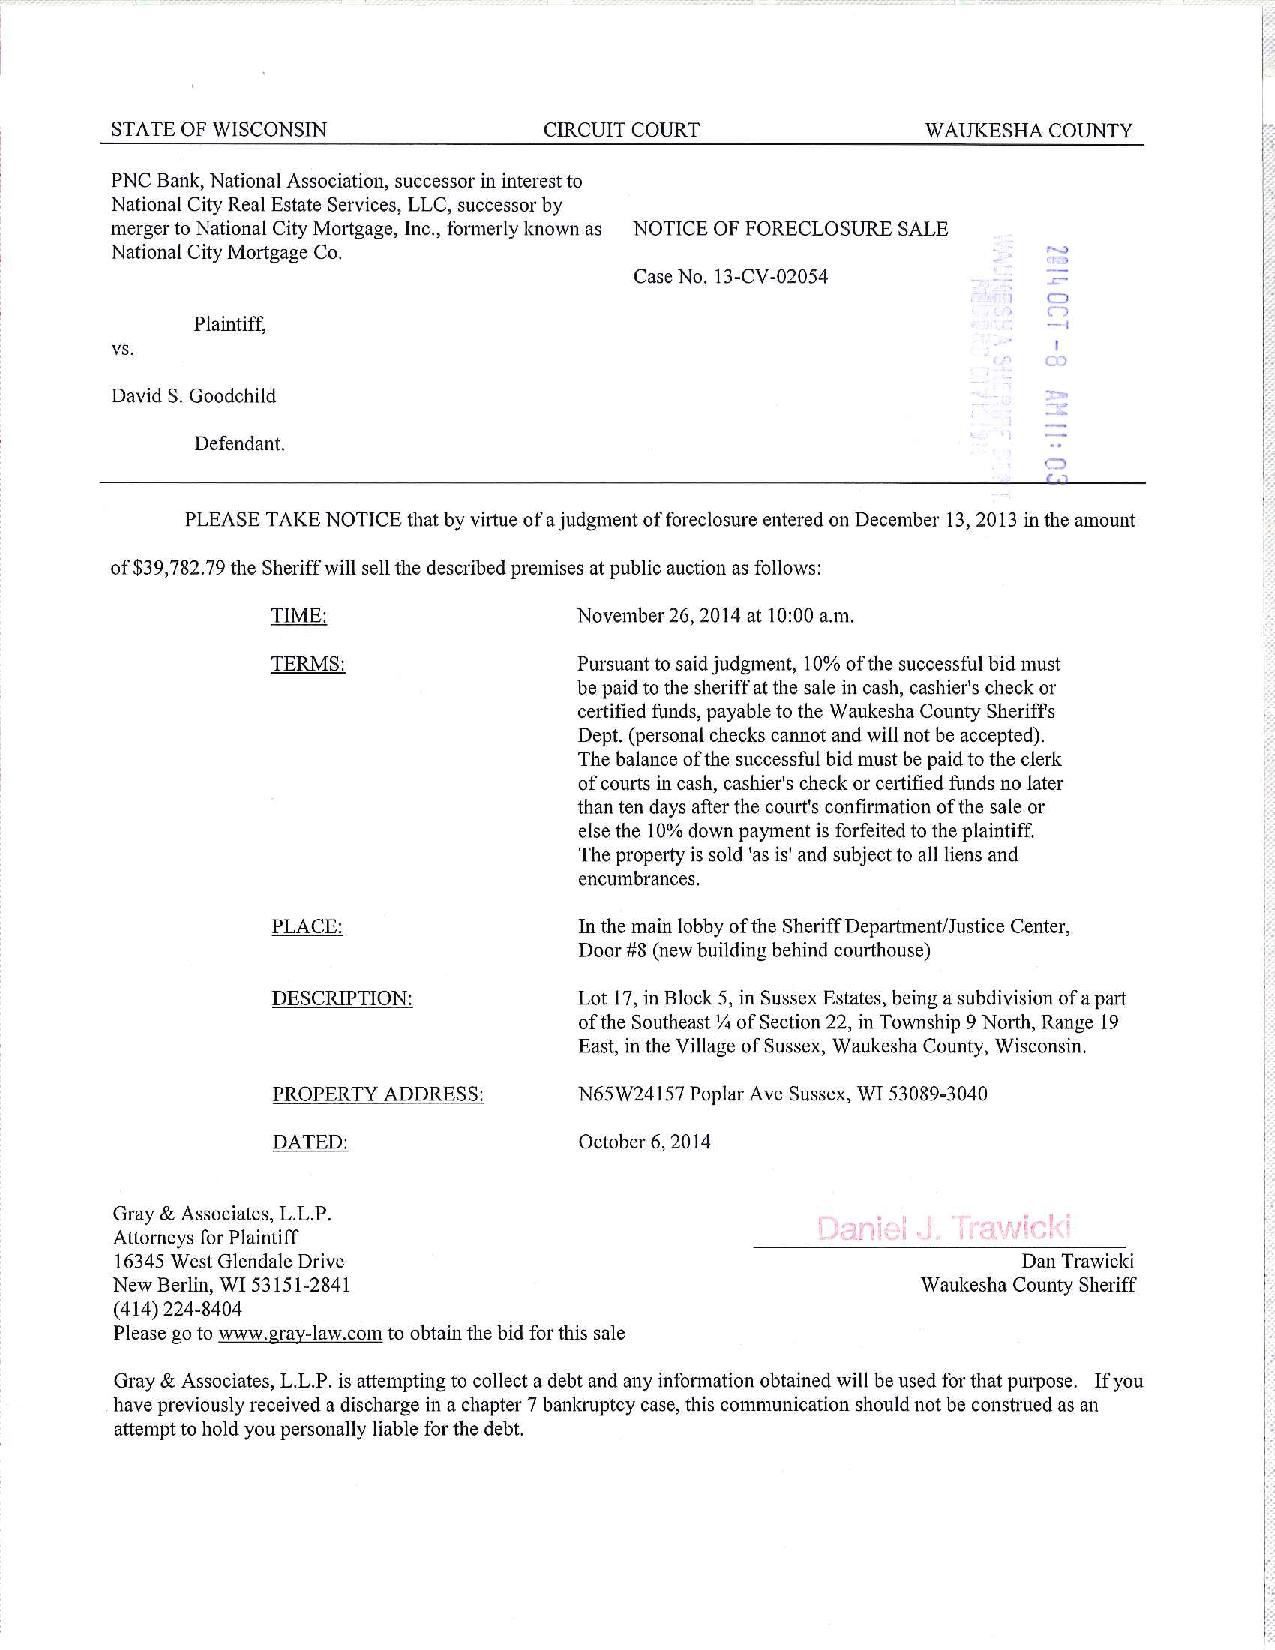 STATE OF WISCONSIN CIRCUIT COURT WAUKESHA COUNTY
PNC Bank, National Association, successor in interest to
National City Real Estate Services, LLC, successor by
merger to National City Mortgage, Inc., formerly known as
National City Mortgage Co.
Plaintiff,
vs.
David S. Goodchild
Defendant.
NOTICE OF FORECLOSURE SALE
Case No. 13-CV-02054
WAUKESHA SHERIFF DEPT
RECORDS DIVISION
2014 OCT -8 AM 11: 03
PLEASE TAKE NOTICE that by virtue of a judgment of foreclosure entered on December 13, 2013 in the amount
of $39,782.79 the Sheriff will sell the described premises at public auction as follows:
TIME: November 26, 2014 at 10:00 a.m.
TERMS: Pursuant to said judgment, 10% of the successful bid must
be paid to the sheriff at the sale in cash, cashier's check or
certified funds, payable to the Waukesha County Sheriff's
Dept. (personal checks cannot and will not be accepted).
The balance of the successful bid must be paid to the clerk
of courts in cash, cashier's check or certified funds no later
than ten days after the court's confirmation of the sale or
else the 10% down payment is forfeited to the plaintiff.
The property is sold 'as is' and subject to all liens and
encumbrances.
PLACE: In the main lobby of the Sheriff Department/Justice Center,
Door #8 (new building behind courthouse)
DESCRIPTION: Lot 17, in Block 5, in Sussex Estates, being a subdivision of a part
of the Southeast ¼ of Section 22, in Township 9 North, Range 19
East, in the Village of Sussex, Waukesha County, Wisconsin.
PROPERTY ADDRESS: N65W24157 Poplar Ave Sussex, WI 53089-3040
DATED: October 6, 2014
Gray & Associates, L.L.P.
Attorneys for Plaintiff
16345 West Glendale Drive
New Berlin, WI 53151-2841
(414) 224-8404
Please go to www.gray-law.com to obtain the bid for this sale
Daniel J. Trawicki
Dan Trawicki
Waukesha County Sheriff
Gray & Associates, L.L.P. is attempting to collect a debt and any information obtained will be used for that purpose. If you
have previously received a discharge in a chapter 7 bankruptcy case, this communication should not be construed as an
attempt to hold you personally liable for the debt.